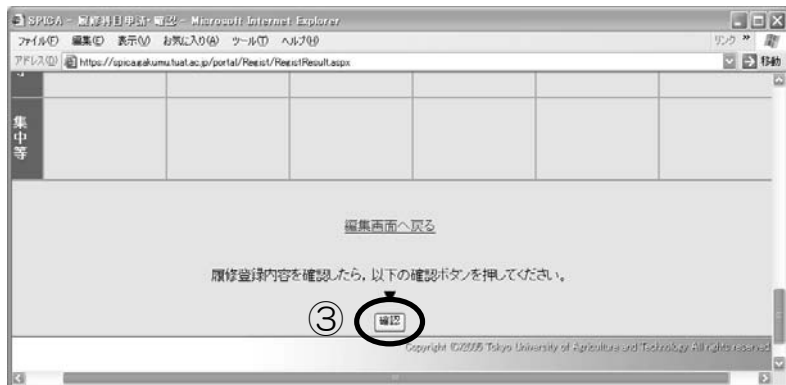 SPICA - 履修科目申請・確認 - Microsoft Internet Explorer
ファイル(F) 編集(E) 表示(V) お気に入り(A) ツール(T) ヘルプ(H) リンク »
アドレス(D) https://spica.gakumu.tuat.ac.jp/portal/Regist/RegistResult.aspx 移動
集中等
編集画面へ戻る
履修登録内容を確認したら、以下の確認ボタンを押してください。
③ 確認
Copyright (C)2005 Tokyo University of Agriculture and Technology All rights reserved